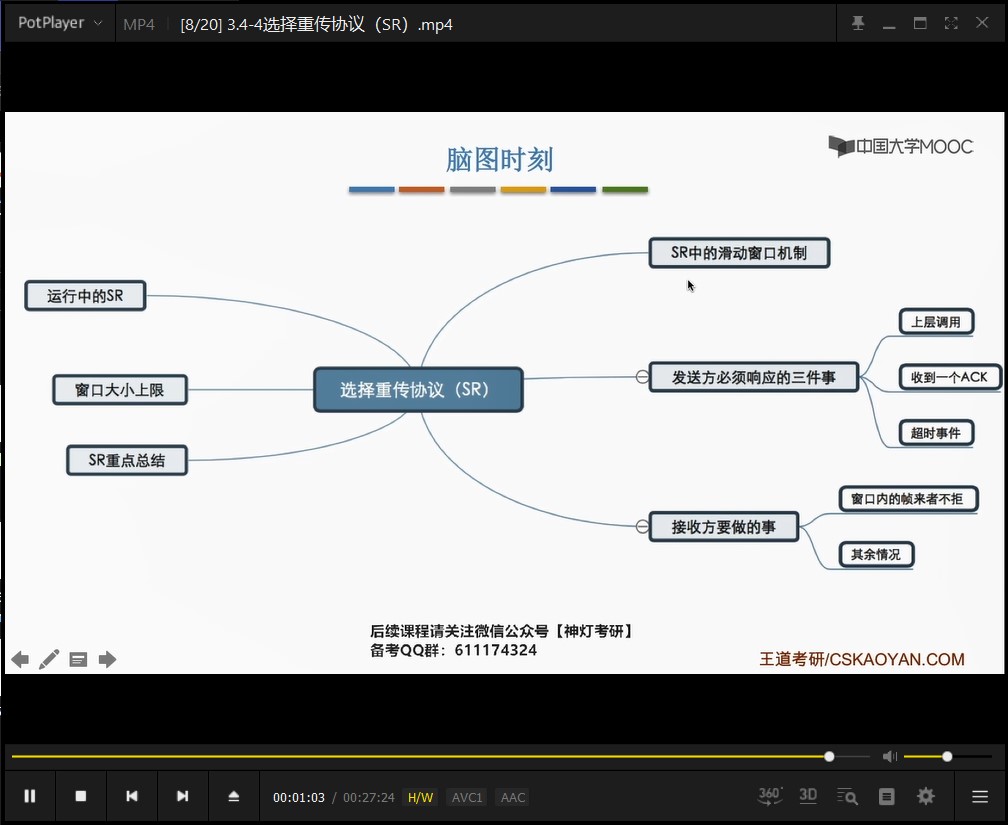 PotPlayer
MP4
[8/20] 3.4-4选择重传协议（SR）.mp4
脑图时刻
中国大学MOOC
SR中的滑动窗口机制
运行中的SR
上层调用
窗口大小上限
选择重传协议（SR）
发送方必须响应的三件事
收到一个ACK
超时事件
SR重点总结
窗口内的帧来者不拒
接收方要做的事
其余情况
后续课程请关注微信公众号【神灯考研】
备考QQ群：611174324
王道考研/CSKAOYAN.COM
00:01:03 / 00:27:24 H/W AVC1 AAC
360° 3D